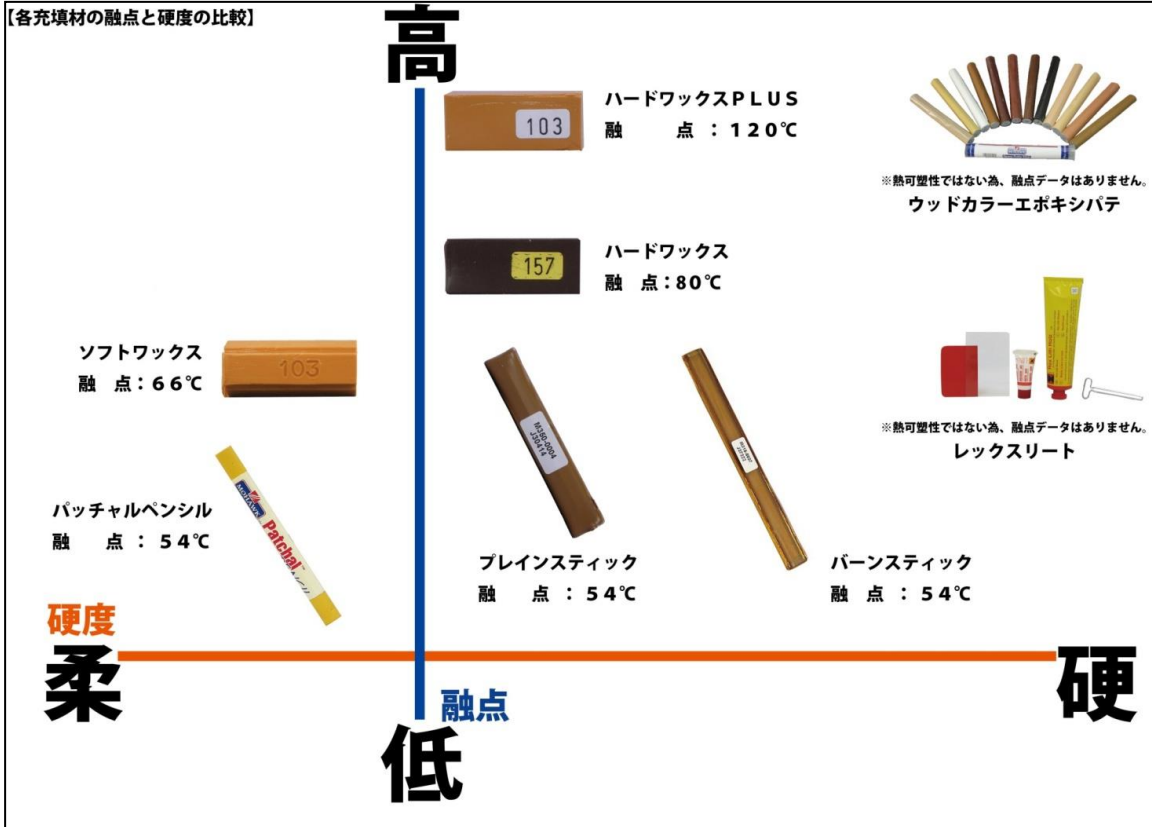 【各充填材の融点と硬度の比較】
高
ハードワックスPLUS
融 点：120℃
103
※熱可塑性ではない為、融点データはありません。
ウッドカラーエポキシパテ
ハードワックス
融 点：80℃
157
ソフトワックス
融 点：66℃
103
※熱可塑性ではない為、融点データはありません。
レックスリート
パッチャルペンシル
融 点：54℃
MOHAWK
Patchal
M350-0004
J30414
プレインスティック
融 点：54℃
バーンスティック
融 点：54℃
硬度
柔
硬
融点
低